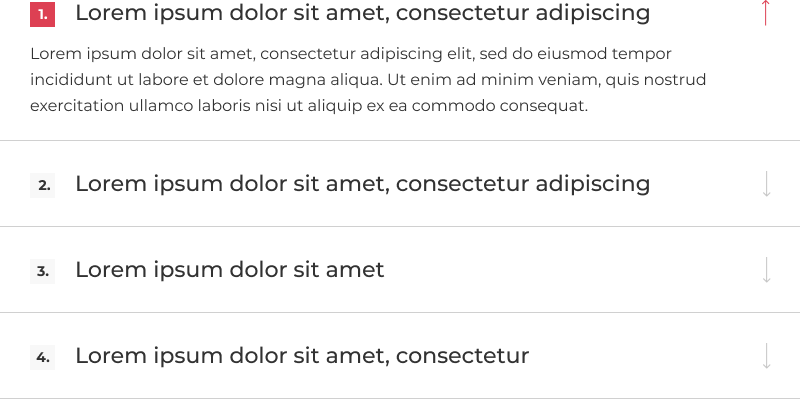 1. Lorem ipsum dolor sit amet, consectetur adipiscing
Lorem ipsum dolor sit amet, consectetur adipiscing elit, sed do eiusmod tempor
incididunt ut labore et dolore magna aliqua. Ut enim ad minim veniam, quis nostrud
exercitation ullamco laboris nisi ut aliquip ex ea commodo consequat.
2. Lorem ipsum dolor sit amet, consectetur adipiscing
3. Lorem ipsum dolor sit amet
4. Lorem ipsum dolor sit amet, consectetur